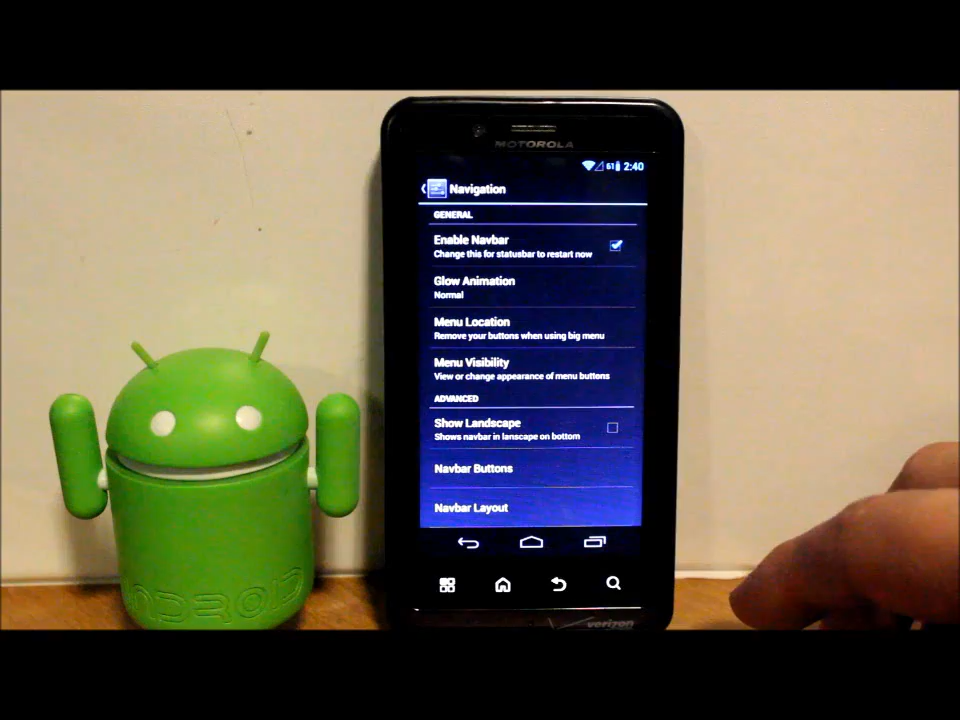 MOTOROLA
61 2:40
Navigation
GENERAL
Enable Navbar
Change this for statusbar to restart now
Glow Animation
Normal
Menu Location
Remove your buttons when using big menu
Menu Visibility
View or change appearance of menu buttons
ADVANCED
Show Landscape
Shows navbar in lanscape on bottom
Navbar Buttons
Navbar Layout
verizon
ANDROID